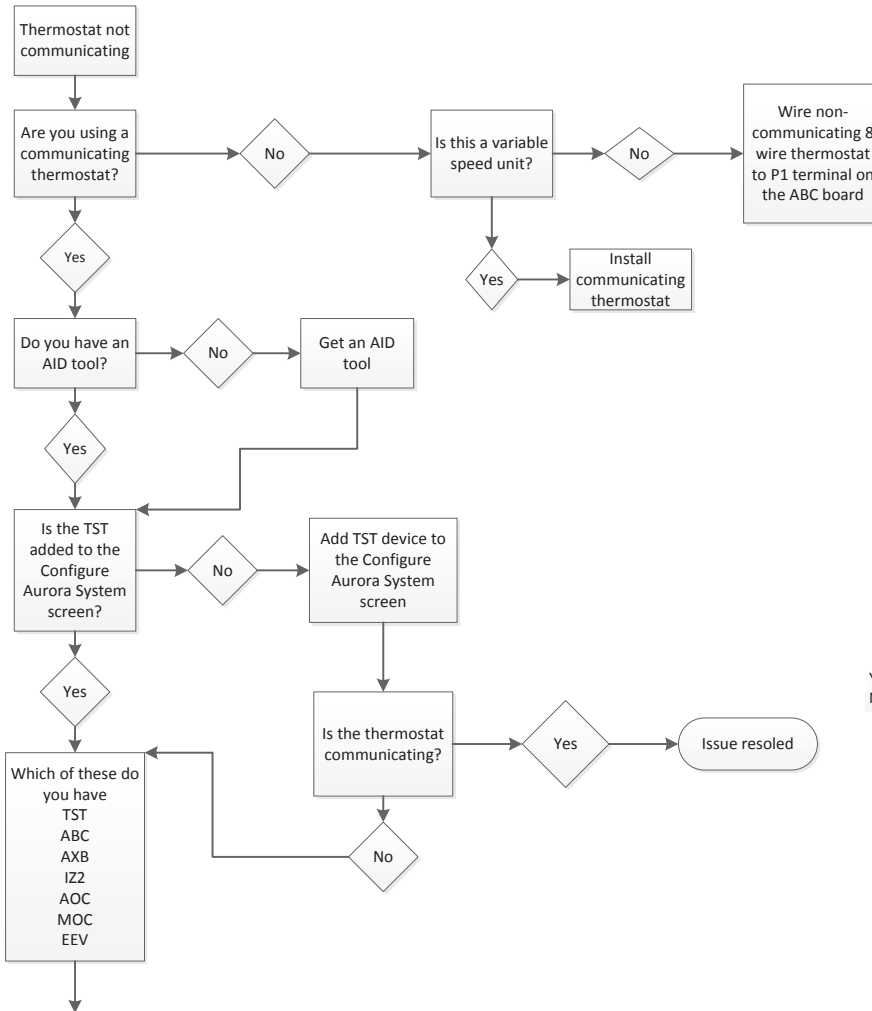 Thermostat not
communicating
Are you using a
communicating
thermostat?
No
Is this a variable
speed unit?
No
Wire non-
communicating 8
wire thermostat
to P1 terminal on
the ABC board
Yes
Yes
Install
communicating
thermostat
Do you have an
AID tool?
No
Get an AID
tool
Yes
Is the TST
added to the
Configure
Aurora System
screen?
No
Add TST device to
the Configure
Aurora System
screen
Yes
Is the thermostat
communicating?
Yes
Issue resoled
Which of these do
you have
TST
ABC
AXB
IZ2
AOC
MOC
EEV
No